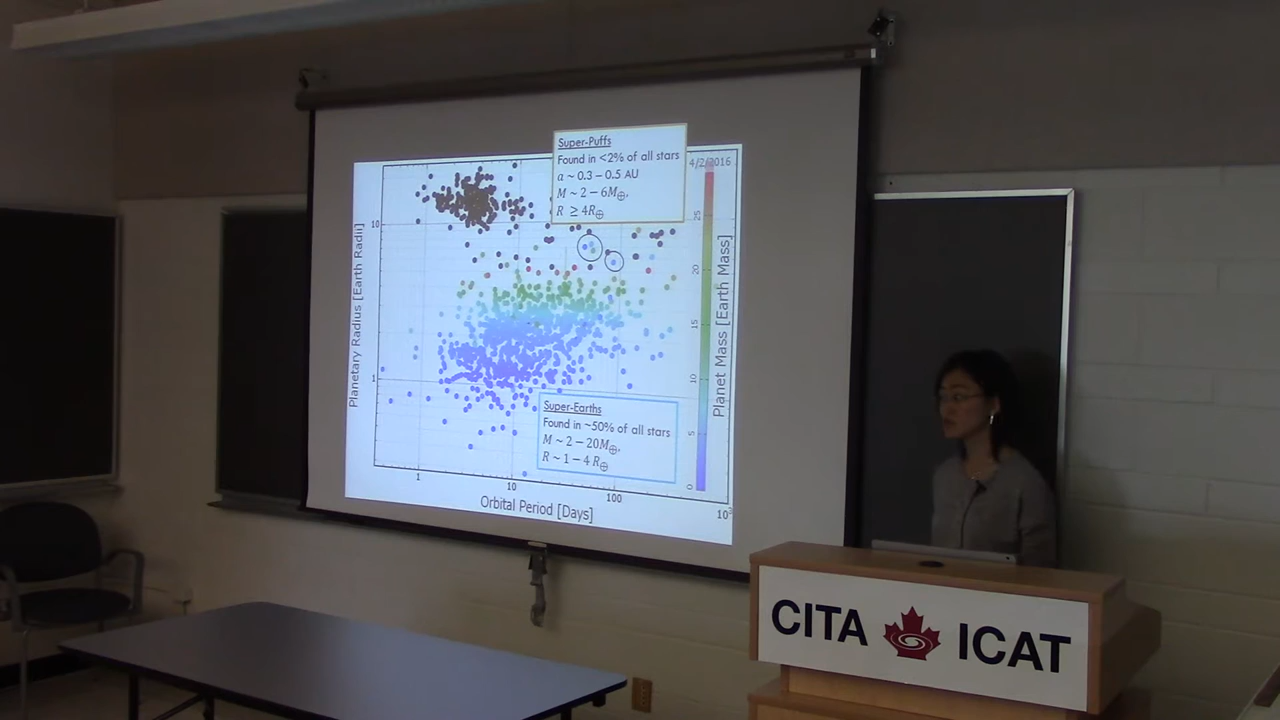 Super-Puffs
Found in <2% of all stars
a ~ 0.3 – 0.5 AU
M ~ 2 – 6M⊕,
R ≥ 4R⊕
4/2/2016
Planetary Radius [Earth Radii]
10
1
Super-Earths
Found in ~50% of all stars
M ~ 2 – 20M⊕,
R ~ 1 – 4 R⊕
1
10
100
10³
Orbital Period [Days]
25
20
15
10
5
0
Planet Mass [Earth Mass]
CITA ICAT